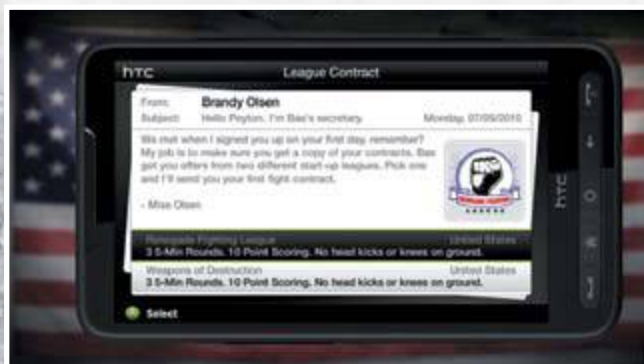 htc League Contract
From: Brandy Olsen
Subject: Hello Peyton. I'm Bas's secretary. Monday, 07/05/2010
We met when I signed you up on your first day, remember?
My job is to make sure you get a copy of your contracts. Bas
got you offers from two different start-up leagues. Pick one
and I'll send you your first fight contract.
- Miss Olsen
Renegade Fighting League United States
3 5-Min Rounds. 10 Point Scoring. No head kicks or knees on ground.
Weapons of Destruction United States
3 5-Min Rounds. 10 Point Scoring. No head kicks or knees on ground.
Select
htc